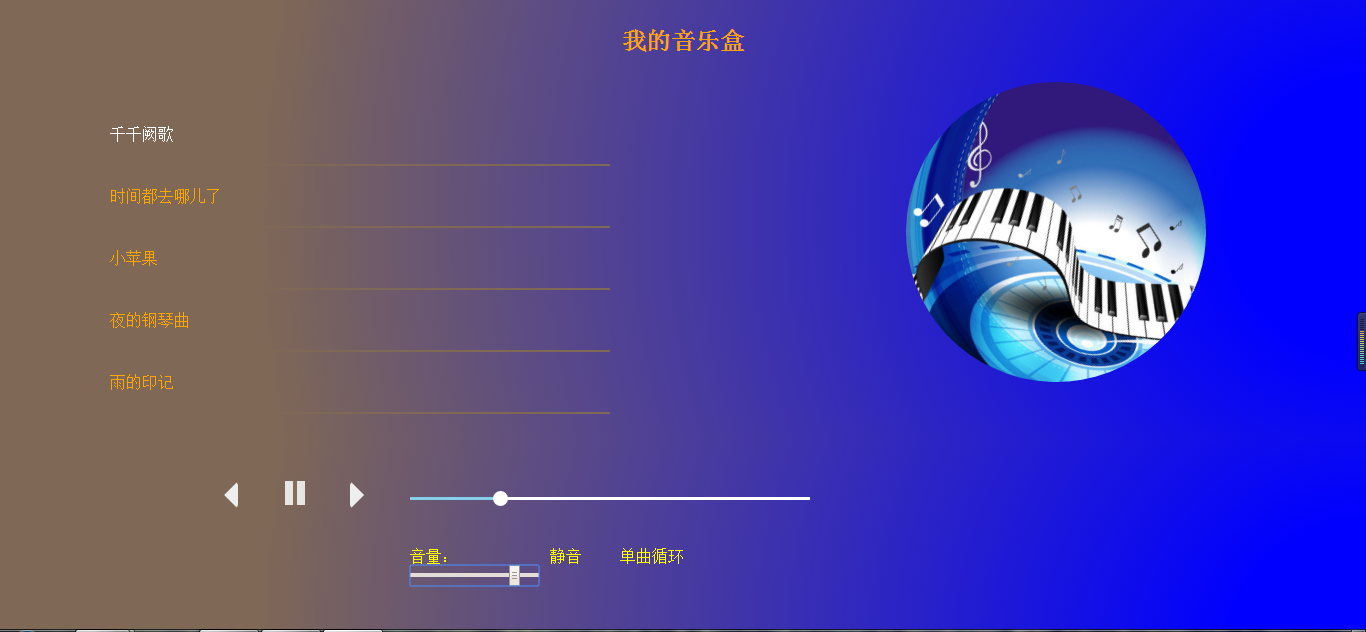 我的音乐盒
千千阙歌
时间都去哪儿了
小苹果
夜的钢琴曲
雨的印记
音量： 静音 单曲循环